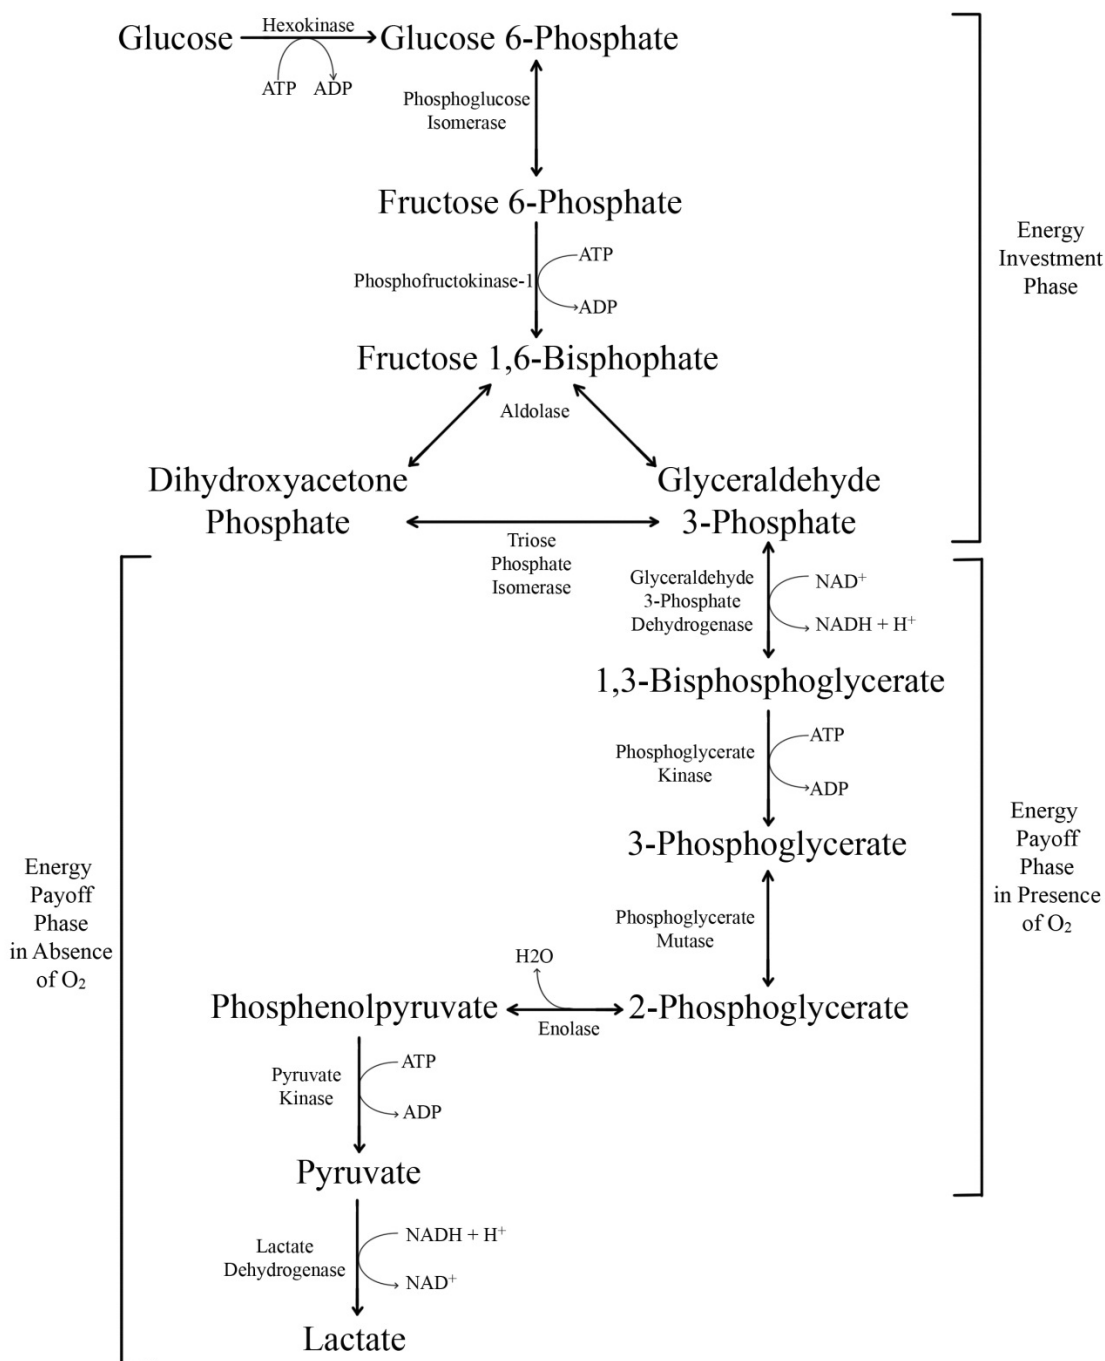 Hexokinase
Glucose
Glucose 6-Phosphate
ATP
ADP
Phosphoglucose
Isomerase
Fructose 6-Phosphate
Energy
Investment
Phase
ATP
Phosphofructokinase-1
ADP
Fructose 1,6-Bisphophate
Aldolase
Dihydroxyacetone
Phosphate
Glyceraldehyde
3-Phosphate
Triose
Phosphate
Isomerase
Glyceraldehyde
3-Phosphate
Dehydrogenase
NAD⁺
NADH + H⁺
1,3-Bisphosphoglycerate
Phosphoglycerate
Kinase
ATP
ADP
3-Phosphoglycerate
Energy
Payoff
Phase
in Presence
of O₂
Energy
Payoff
Phase
in Absence
of O₂
Phosphoglycerate
Mutase
H2O
Phosphenolpyruvate
Enolase
2-Phosphoglycerate
Pyruvate
Kinase
ATP
ADP
Pyruvate
Lactate
Dehydrogenase
NADH + H⁺
NAD⁺
Lactate